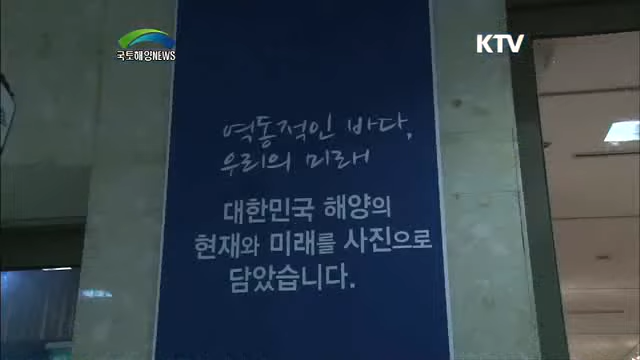 국토해양NEWS
KTV
역동적인 바다,
우리의 미래
대한민국 해양의
현재와 미래를 사진으로
담았습니다.